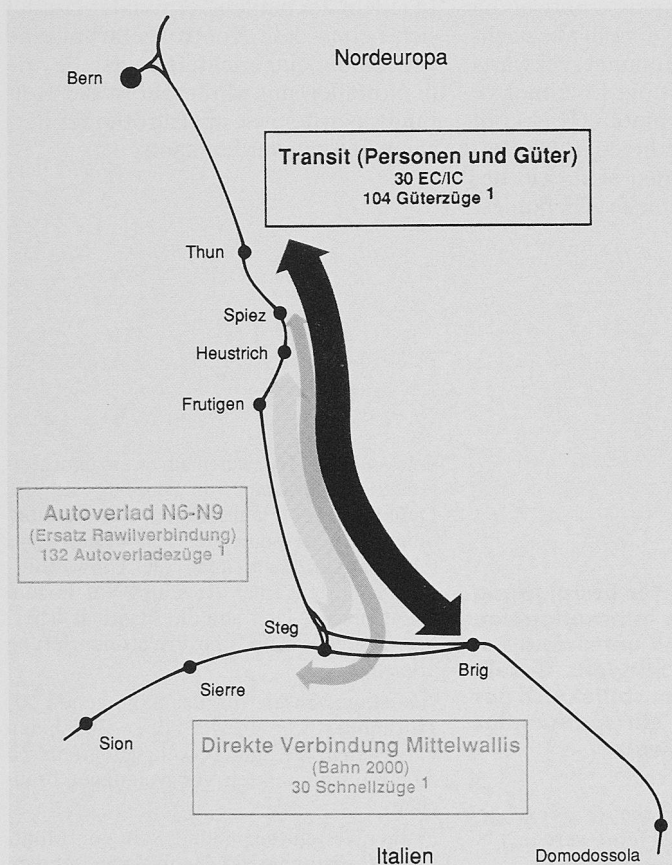 Nordeuropa
Bern
Transit (Personen und Güter)
30 EC/IC
104 Güterzüge 1
Thun
Spiez
Heustrich
Frutigen
Autoverlad N6-N9
(Ersatz Rawilverbindung)
132 Autoverladezüge 1
Steg
Brig
Sierre
Sion
Direkte Verbindung Mittelwallis
(Bahn 2000)
30 Schnellzüge 1
Italien
Domodossola